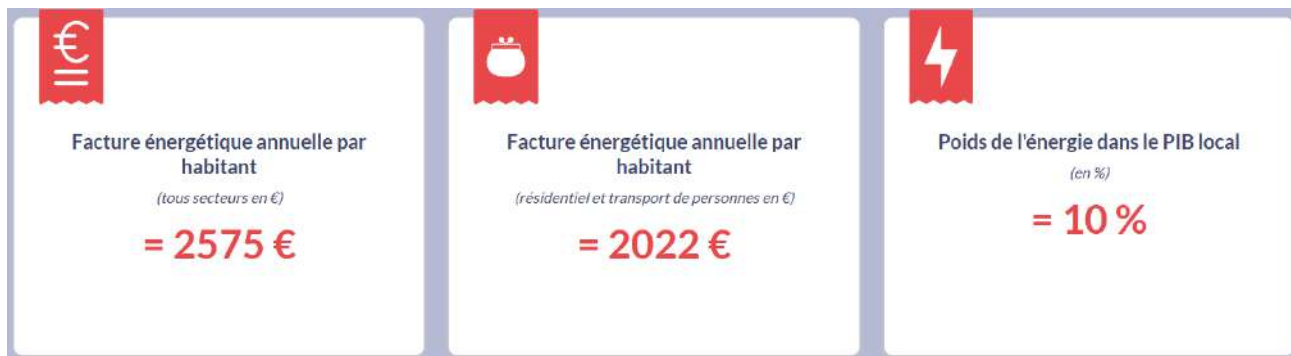 Facture énergétique annuelle par
habitant
(tous secteurs en €)
= 2575 €
Facture énergétique annuelle par
habitant
(résidentiel et transport de personnes en €)
= 2022 €
Poids de l'énergie dans le PIB local
(en %)
= 10 %